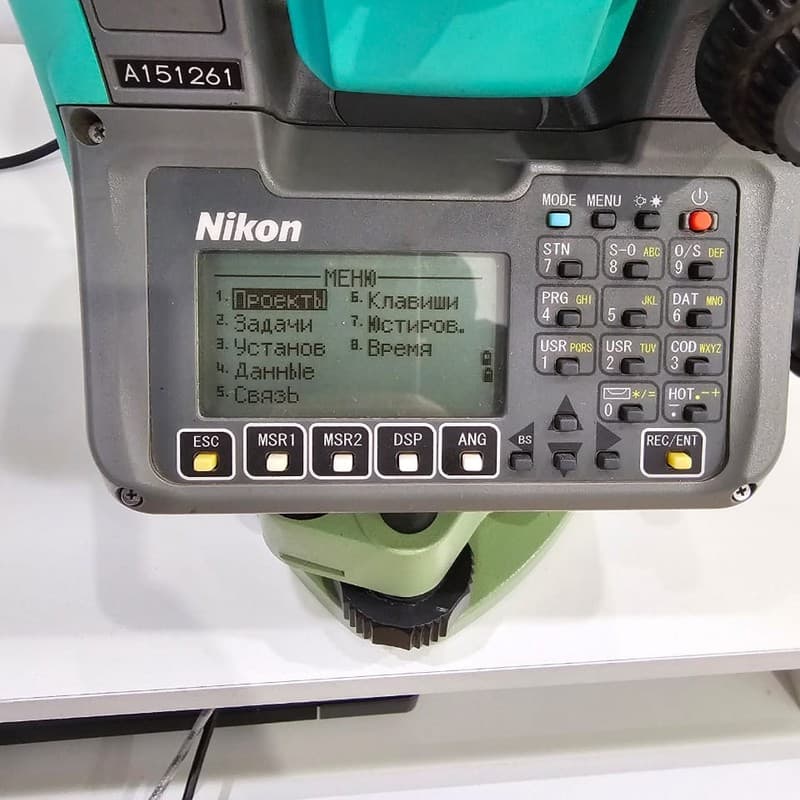 A151261
MODE MENU
Nikon
МЕНЮ
1. Проекты 6. Клавиши
2. Задачи 7. Юстиров.
3. Установ 8. Время
4. Данные
5. Связь
STN 7 S-O ABC 8 O/S DEF 9
PRG GHI 4 JKL 5 DAT MNO 6
USR PQRS 1 USR TUV 2 COD WXYZ 3
*/= 0 HOT .-+ .
ESC MSR1 MSR2 DSP ANG BS REC/ENT